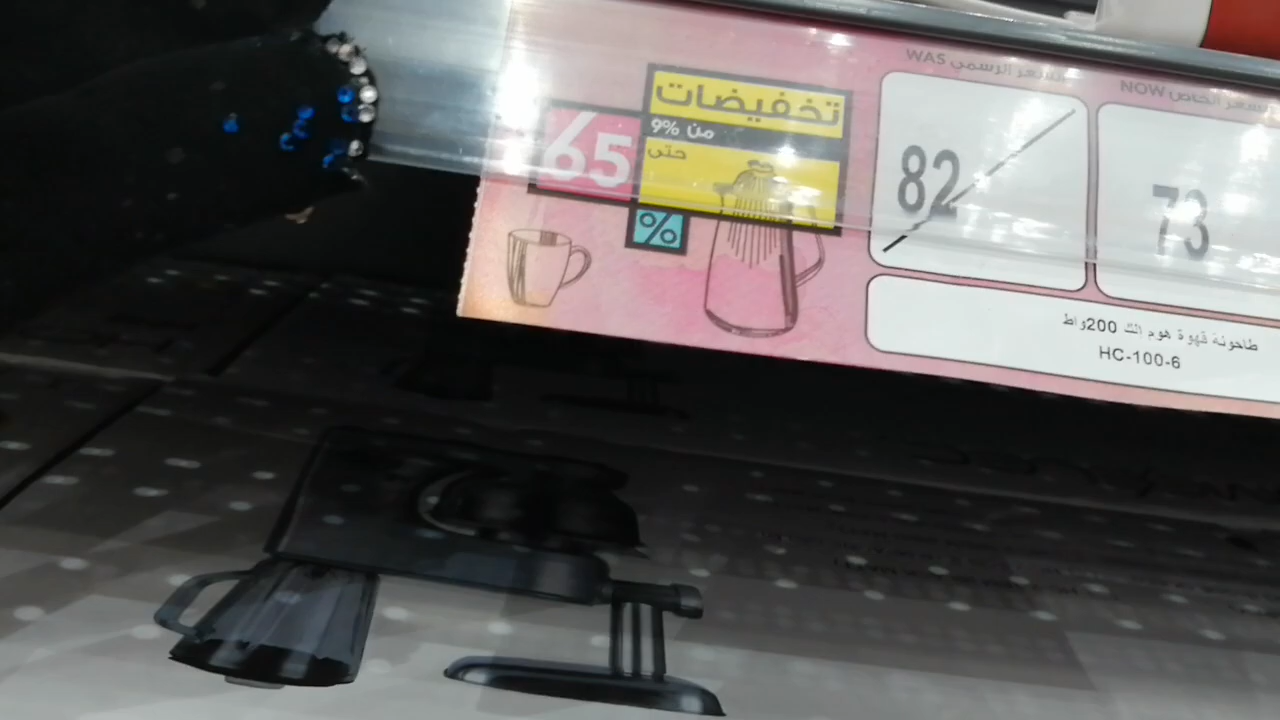 تخفيضات
من 9%
حتى
65
%
السعر الرسمي WAS
82
السعر الخاص NOW
73
طاحونة قهوة هوم إلك 200واط
HC-100-6